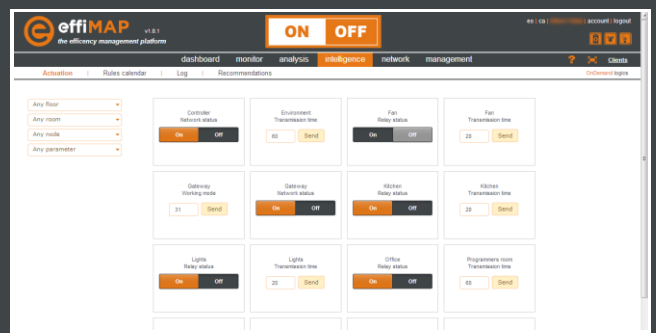 effiMAP v1.8.1
the efficency management platform
ON OFF
es | ca | account | logout
dashboard monitor analysis intelligence network management
? Clients
Activation | Rules calendar | Log | Recommendations
OnDemand logics
Any floor
Any room
Any node
Any parameter
Controller
Network status
On Off
Environment
Transmission time
60 Send
Fan
Relay status
On Off
Fan
Transmission time
20 Send
Gateway
Working mode
31 Send
Gateway
Network status
On Off
Kitchen
Relay status
On Off
Kitchen
Transmission time
20 Send
Lights
Relay status
On Off
Lights
Transmission time
20 Send
Office
Relay status
On Off
Programmers room
Transmission time
60 Send